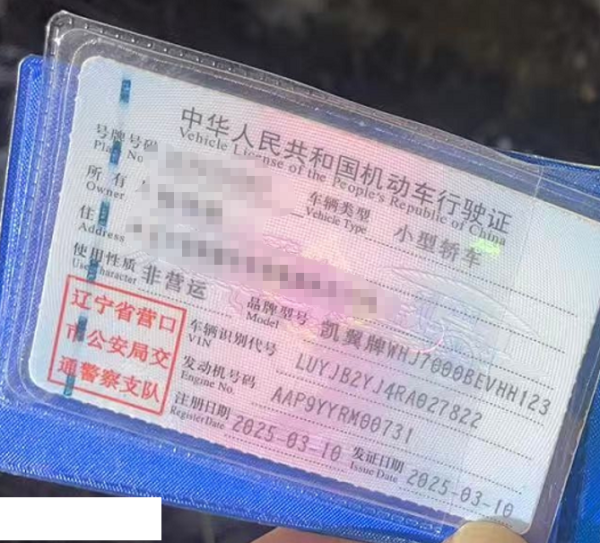 中华人民共和国机动车行驶证
Vehicle License of the People's Republic of China
号牌号码
Plate No
车辆类型 小型轿车
Vehicle Type
所有
Owner
住
Address
使用性质 非营运
Use Character
品牌型号 凯翼牌WHJ7000BEVHH123
Model
辽宁省营口
市公安局交
通警察支队
车辆识别代号 LUYJB2YJ4RA027822
VIN
发动机号码 AAP9YYRM00731
Engine No.
注册日期 2025-03-10 发证日期 2025-03-10
Register Date Issue Date